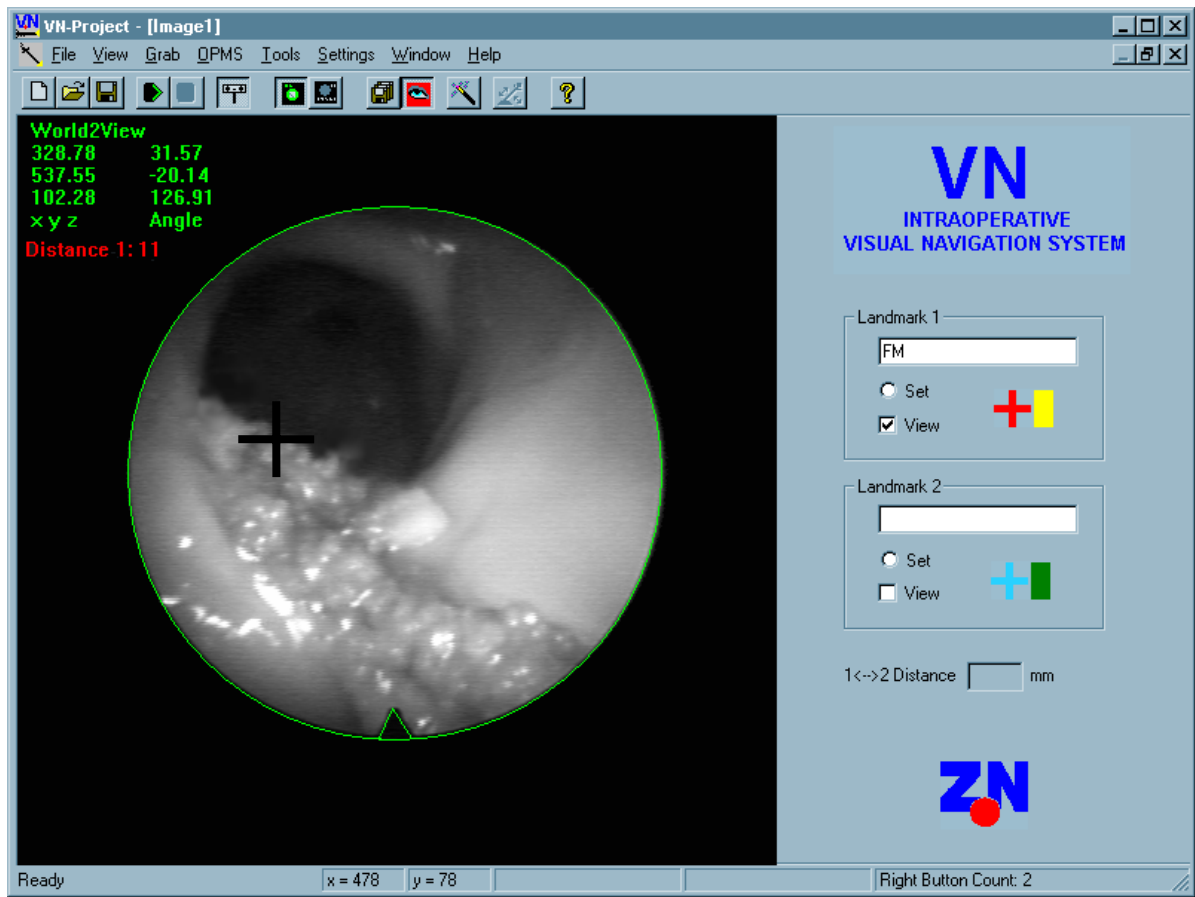 VN VN-Project - [Image1]
File View Grab OPMS Tools Settings Window Help
World2View
328.78 31.57
537.55 -20.14
102.28 126.91
x y z Angle
Distance 1: 11
VN
INTRAOPERATIVE
VISUAL NAVIGATION SYSTEM
Landmark 1
FM
Set
View
Landmark 2
Set
View
1<-->2 Distance mm
ZN
Ready x = 478 y = 78 Right Button Count: 2